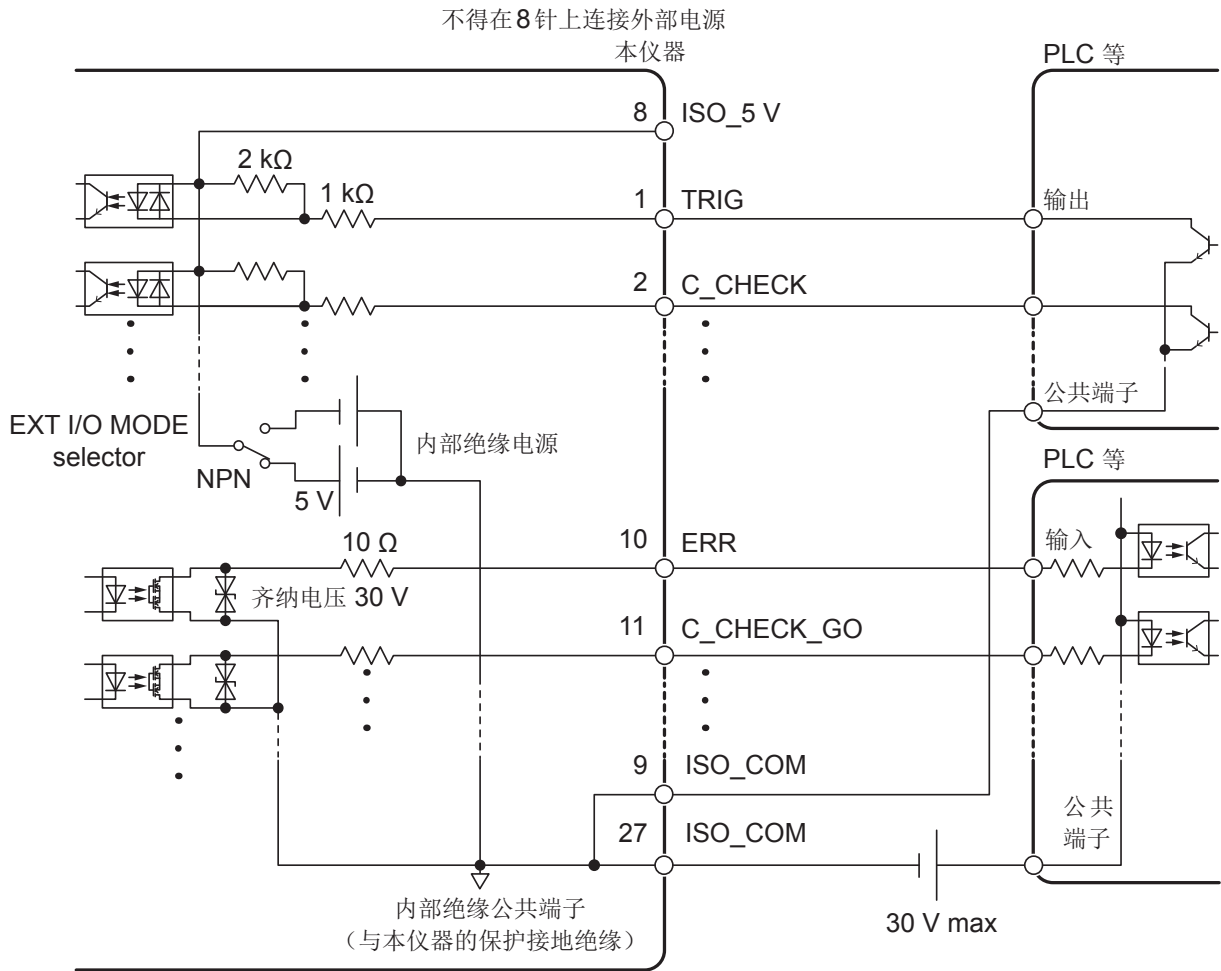 不得在8针上连接外部电源
本仪器
PLC 等
8 ISO_5 V
2 kΩ
1 kΩ
1 TRIG
输出
2 C_CHECK
公共端子
EXT I/O MODE
selector
NPN
5 V
内部绝缘电源
PLC 等
10 Ω
10 ERR
输入
齐纳电压 30 V
11 C_CHECK_GO
9 ISO_COM
27 ISO_COM
公共
端子
内部绝缘公共端子
（与本仪器的保护接地绝缘）
30 V max